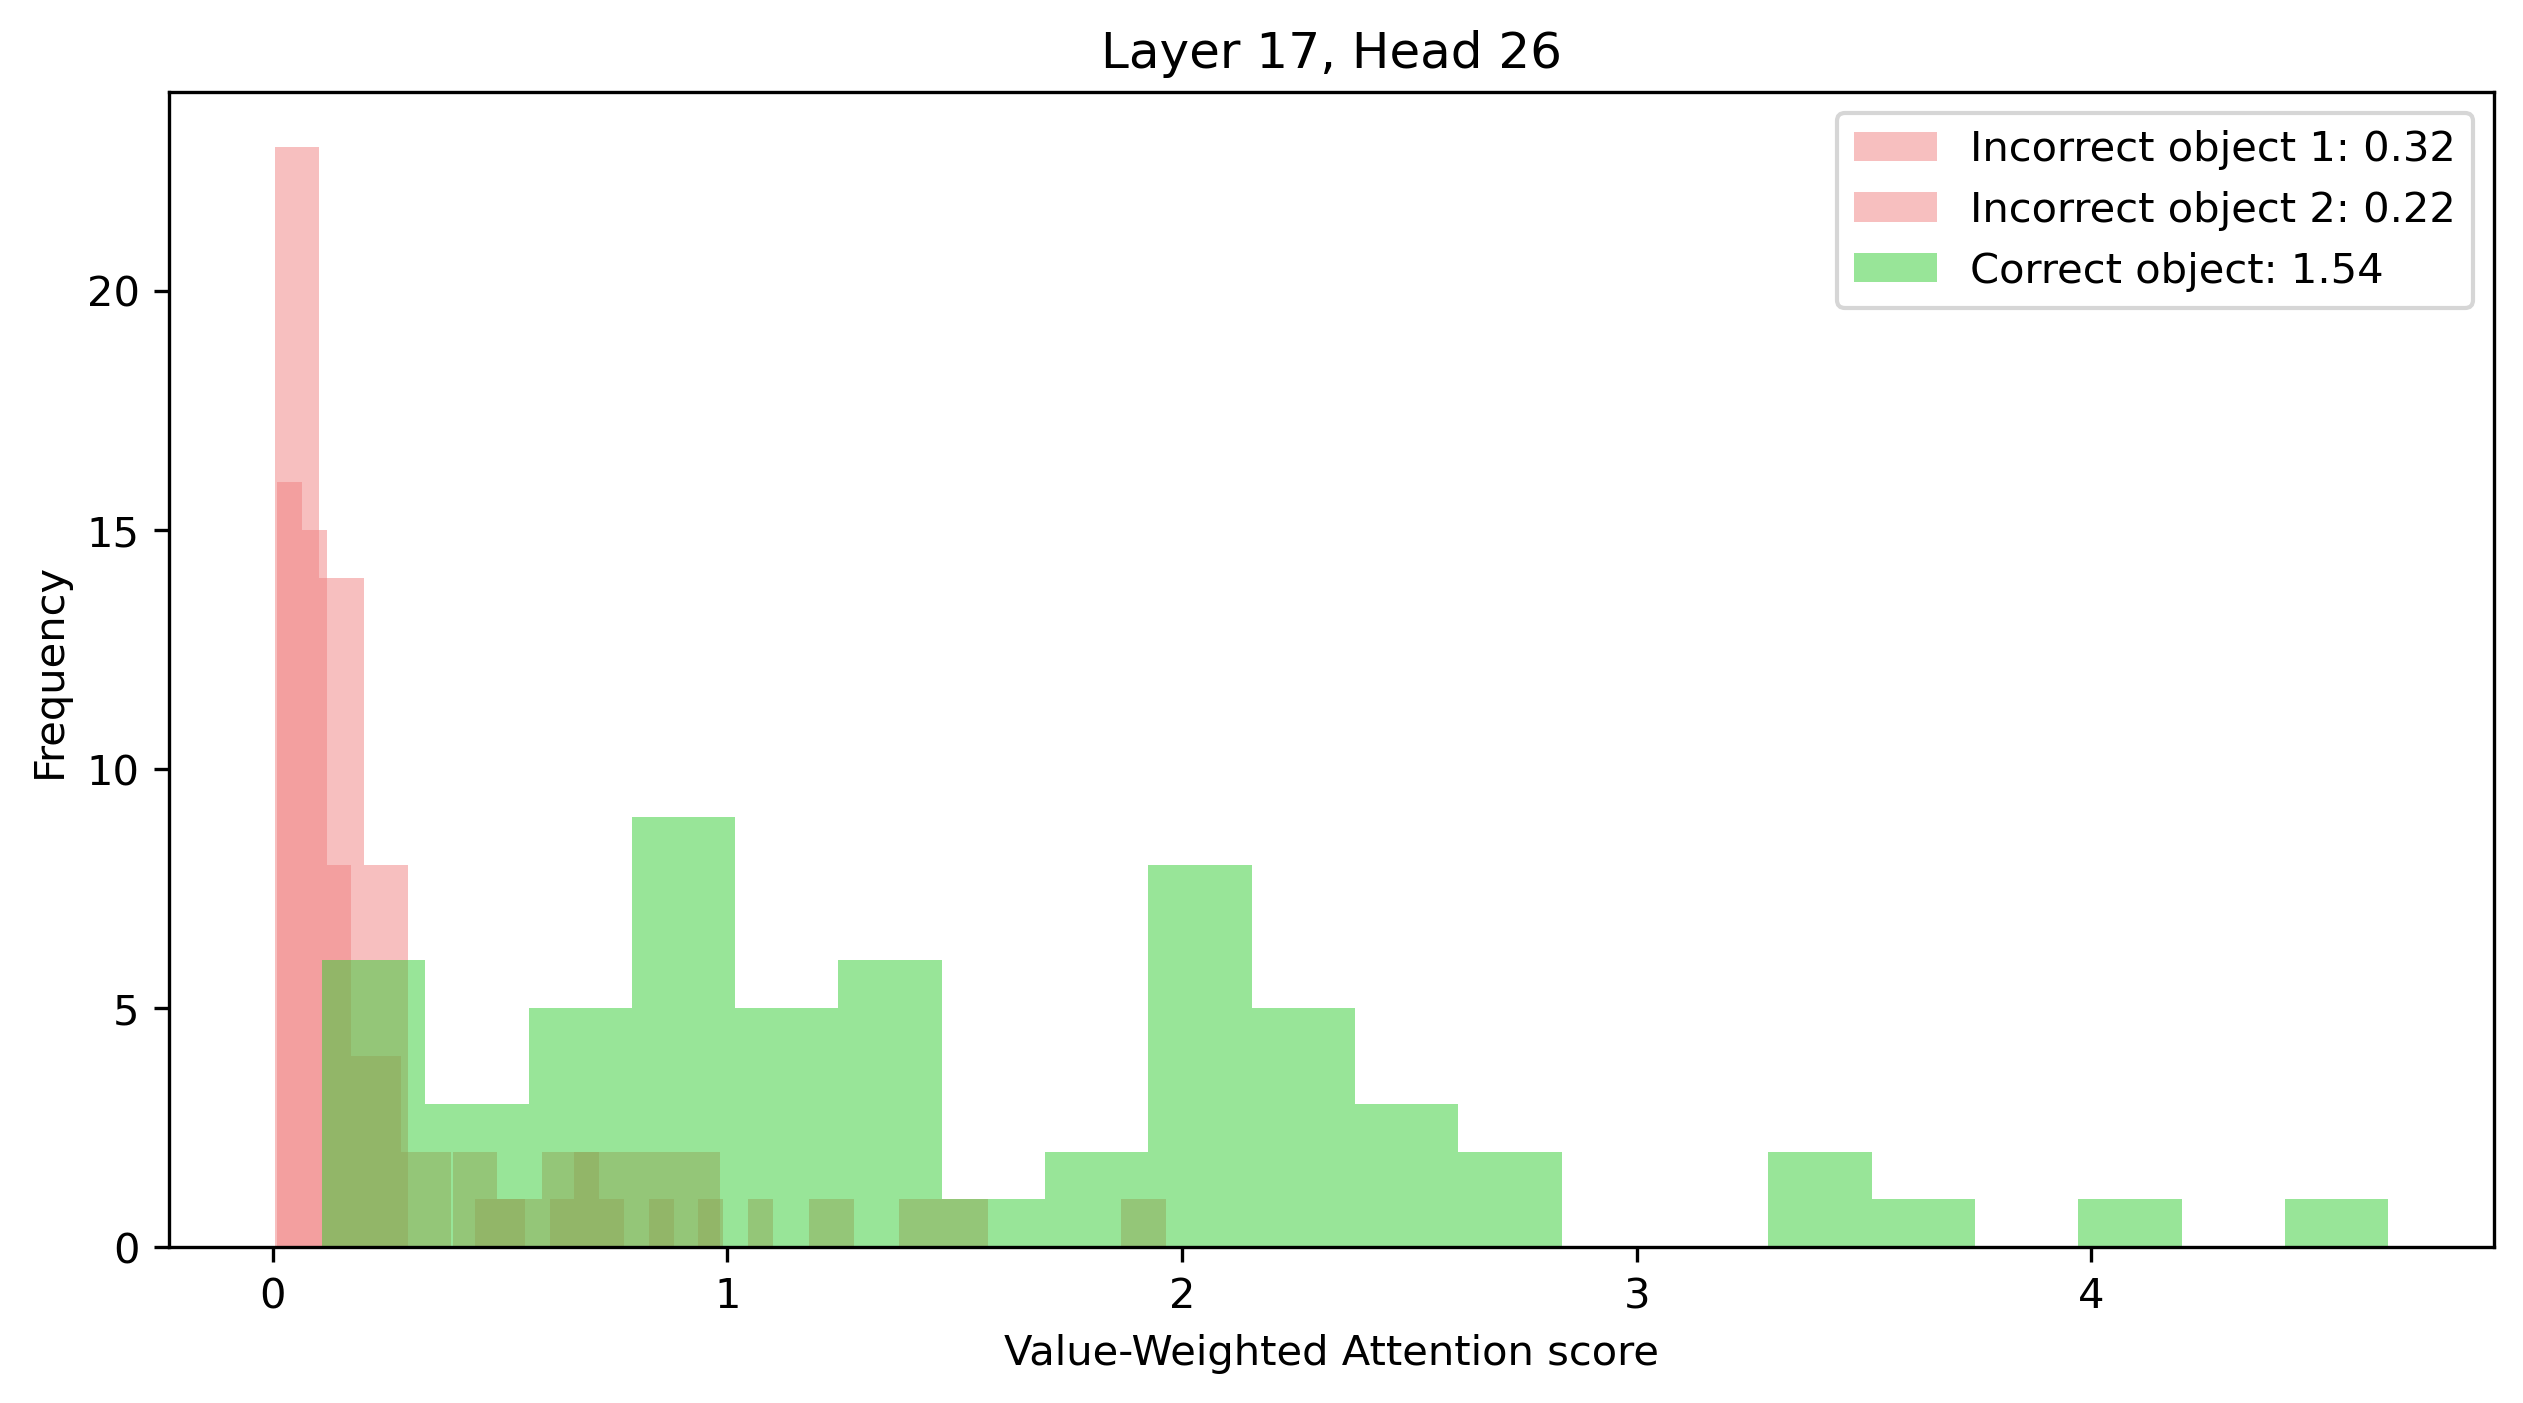 Layer 17, Head 26
Incorrect object 1: 0.32
Incorrect object 2: 0.22
Correct object: 1.54
Frequency
20
15
10
5
0
0 1 2 3 4
Value-Weighted Attention score